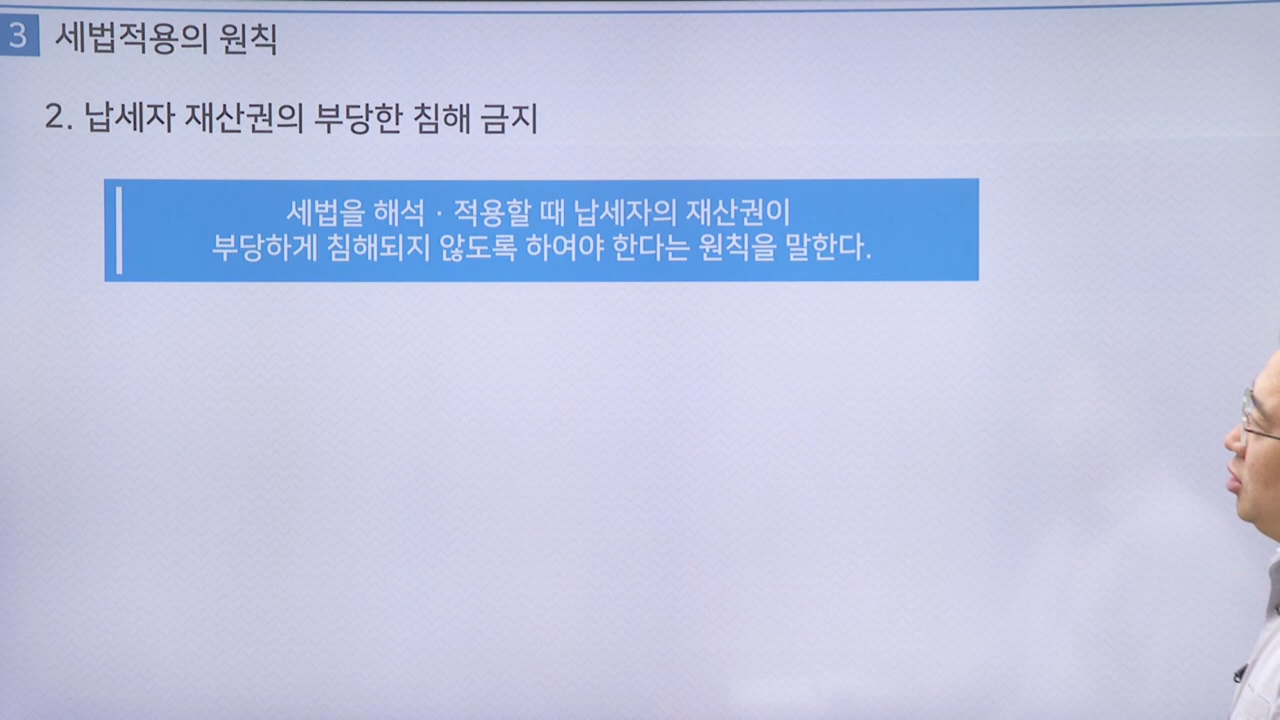 3 세법적용의 원칙
2. 납세자 재산권의 부당한 침해 금지
세법을 해석 · 적용할 때 납세자의 재산권이
부당하게 침해되지 않도록 하여야 한다는 원칙을 말한다.